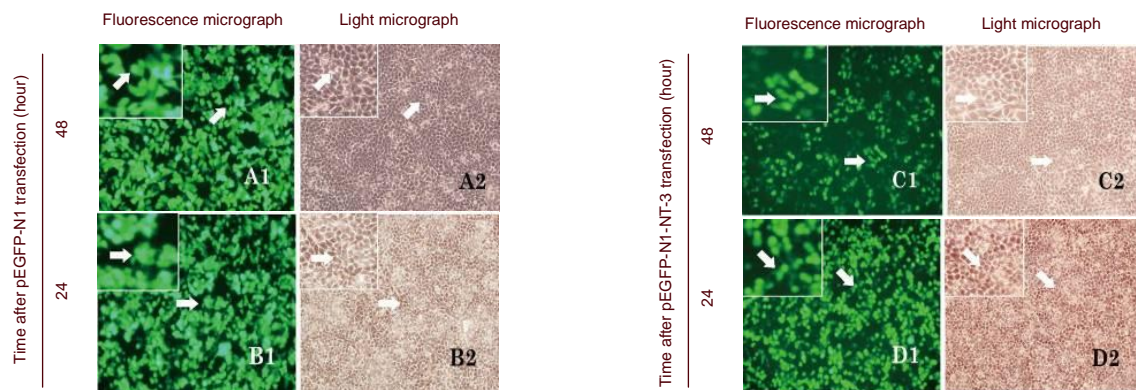 Fluorescence micrograph
Light micrograph
Time after pEGFP-N1 transfection (hour)
48
A1
A2
24
B1
B2
Fluorescence micrograph
Light micrograph
Time after pEGFP-N1-NT-3 transfection (hour)
48
C1
C2
24
D1
D2